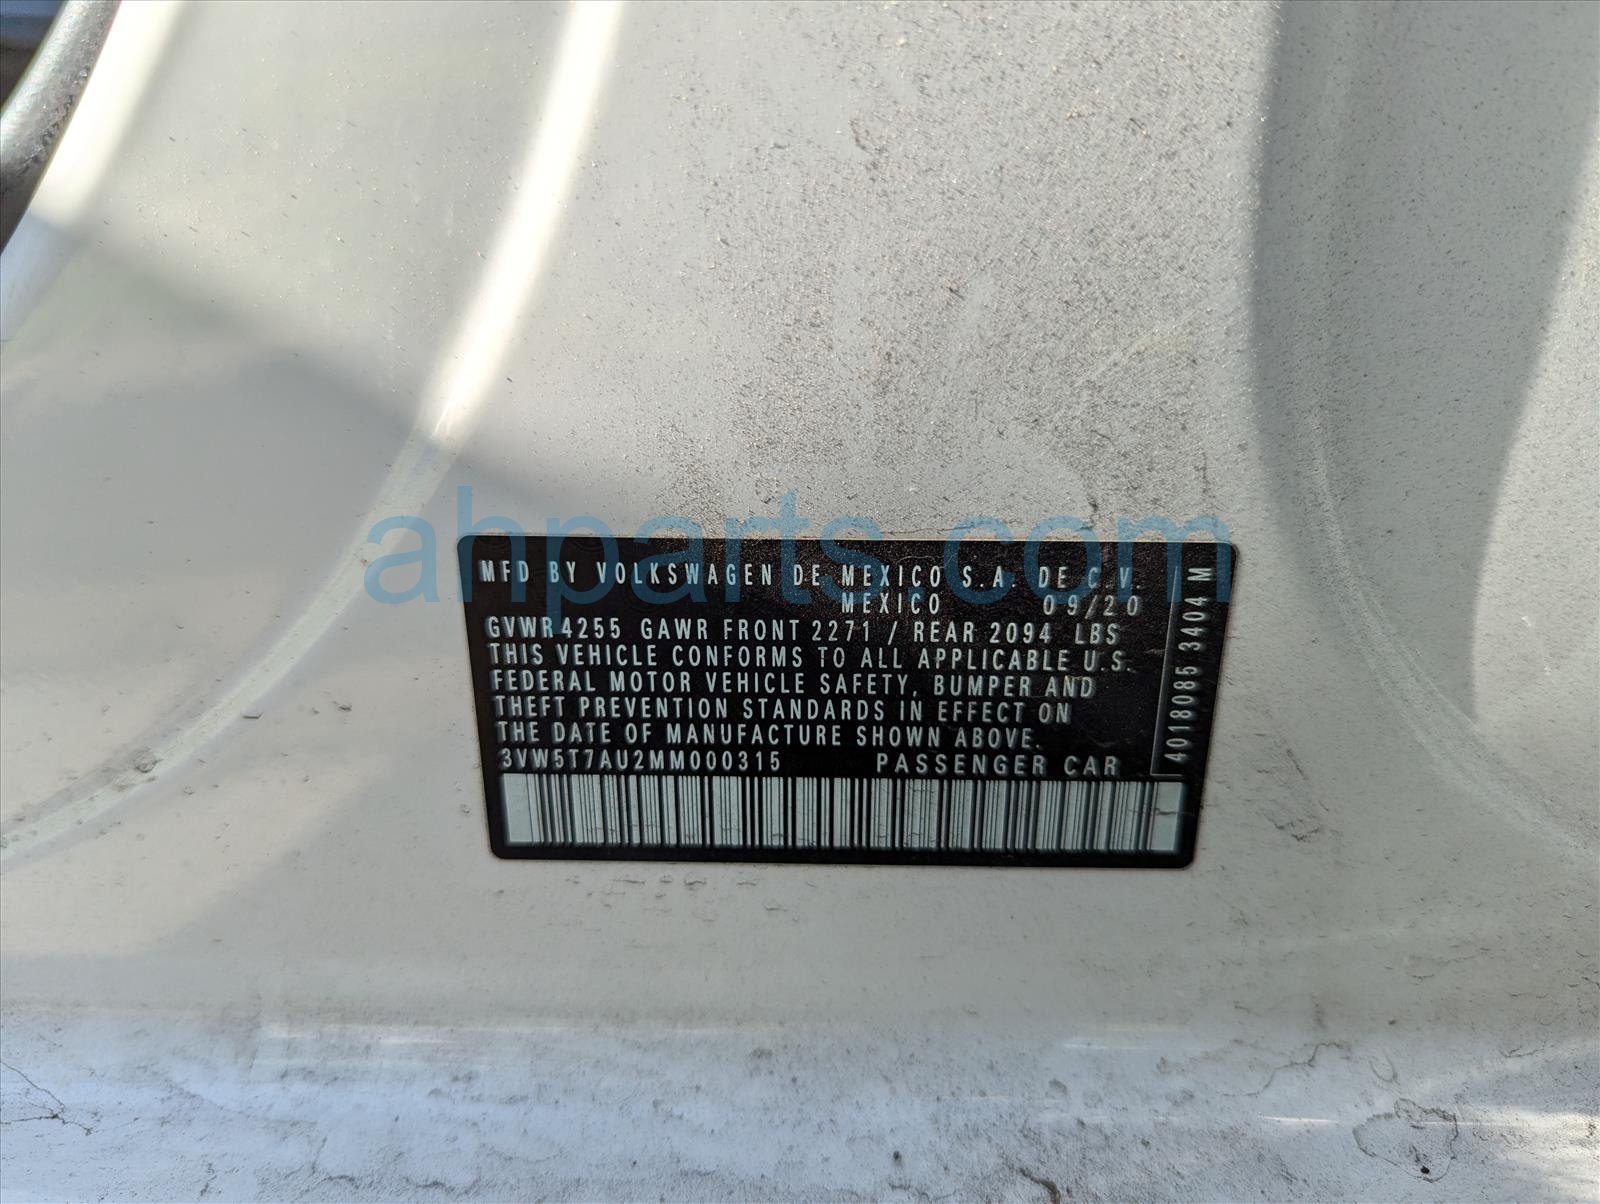 MFD BY VOLKSWAGEN DE MEXICO S.A. DE C.V.
MEXICO 09/20
GVWR 4255 GAWR FRONT 2271 / REAR 2094 LBS
THIS VEHICLE CONFORMS TO ALL APPLICABLE U.S.
FEDERAL MOTOR VEHICLE SAFETY, BUMPER AND
THEFT PREVENTION STANDARDS IN EFFECT ON
THE DATE OF MANUFACTURE SHOWN ABOVE.
3VW5T7AU2MM000315 PASSENGER CAR
4018085 3404 M
ahparts.com